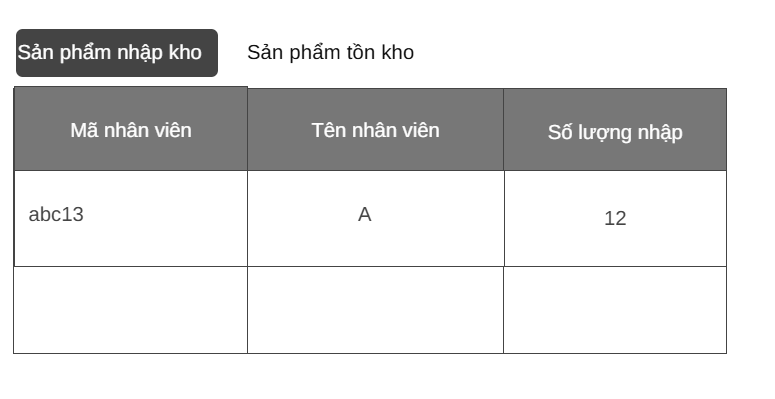 Sản phẩm nhập kho Sản phẩm tồn kho
Mã nhân viên Tên nhân viên Số lượng nhập
abc13 A 12